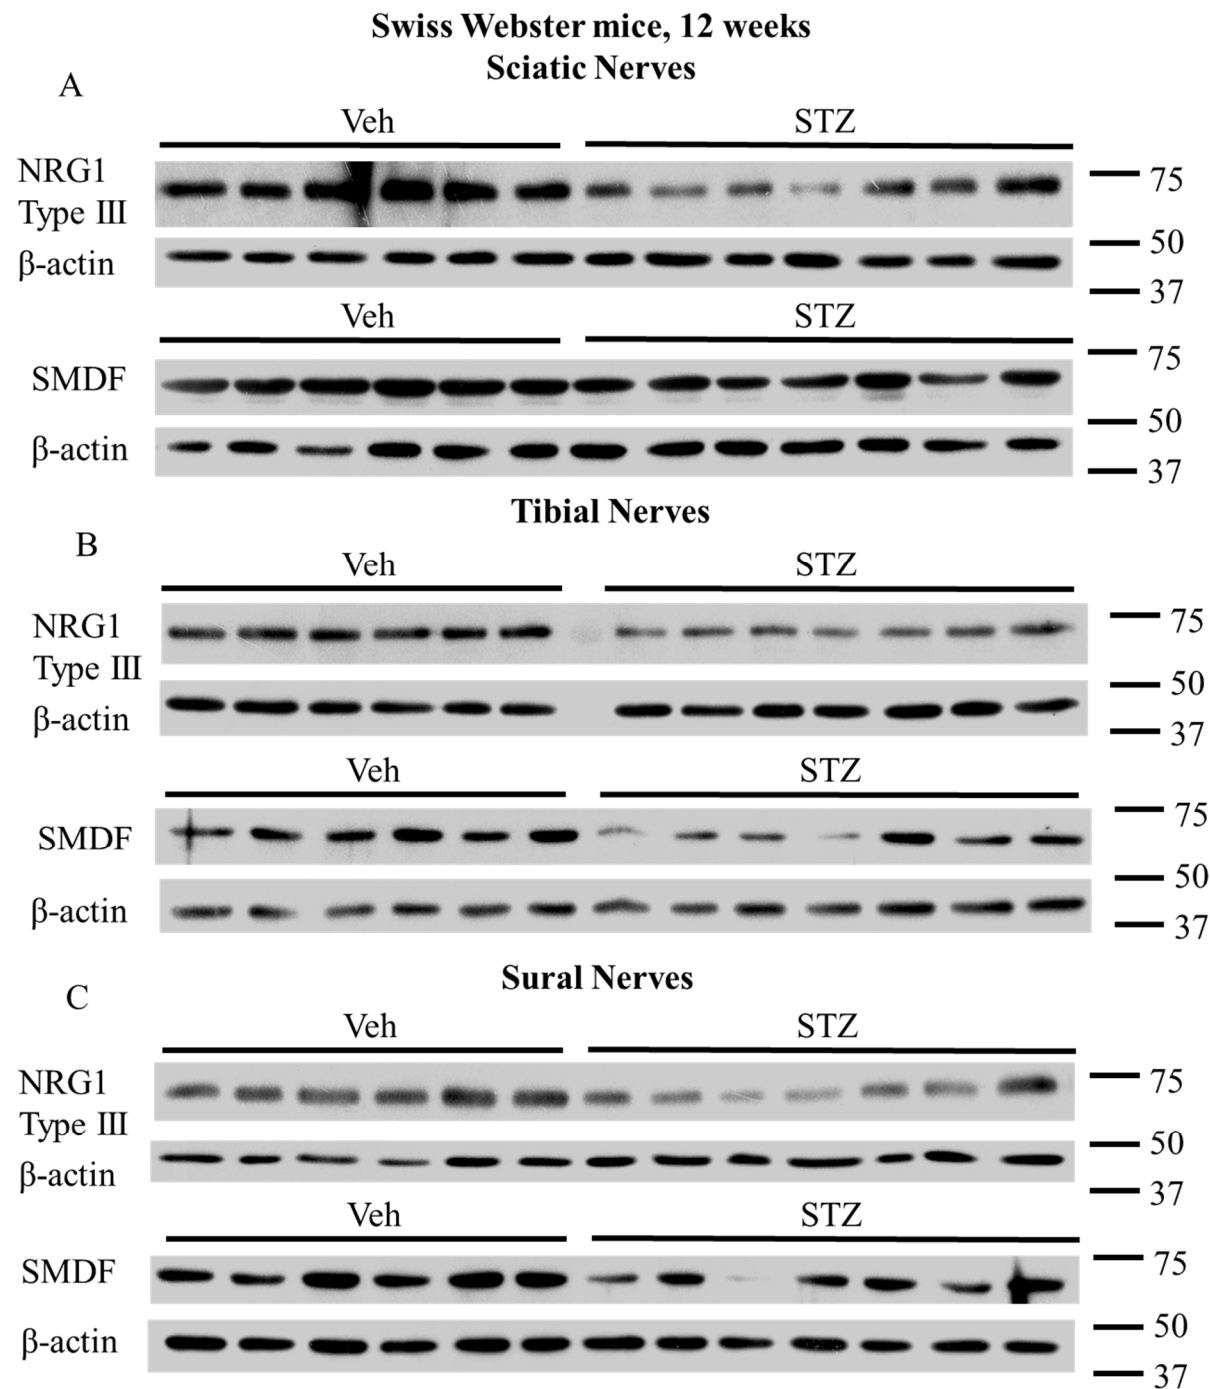 Swiss Webster mice, 12 weeks
Sciatic Nerves
A
Veh STZ
NRG1
Type III
75
β-actin
50
37
Veh STZ
SMDF
75
β-actin
50
37
Tibial Nerves
B
Veh STZ
NRG1
Type III
75
β-actin
50
37
Veh STZ
SMDF
75
β-actin
50
37
Sural Nerves
C
Veh STZ
NRG1
Type III
75
β-actin
50
37
Veh STZ
SMDF
75
β-actin
50
37